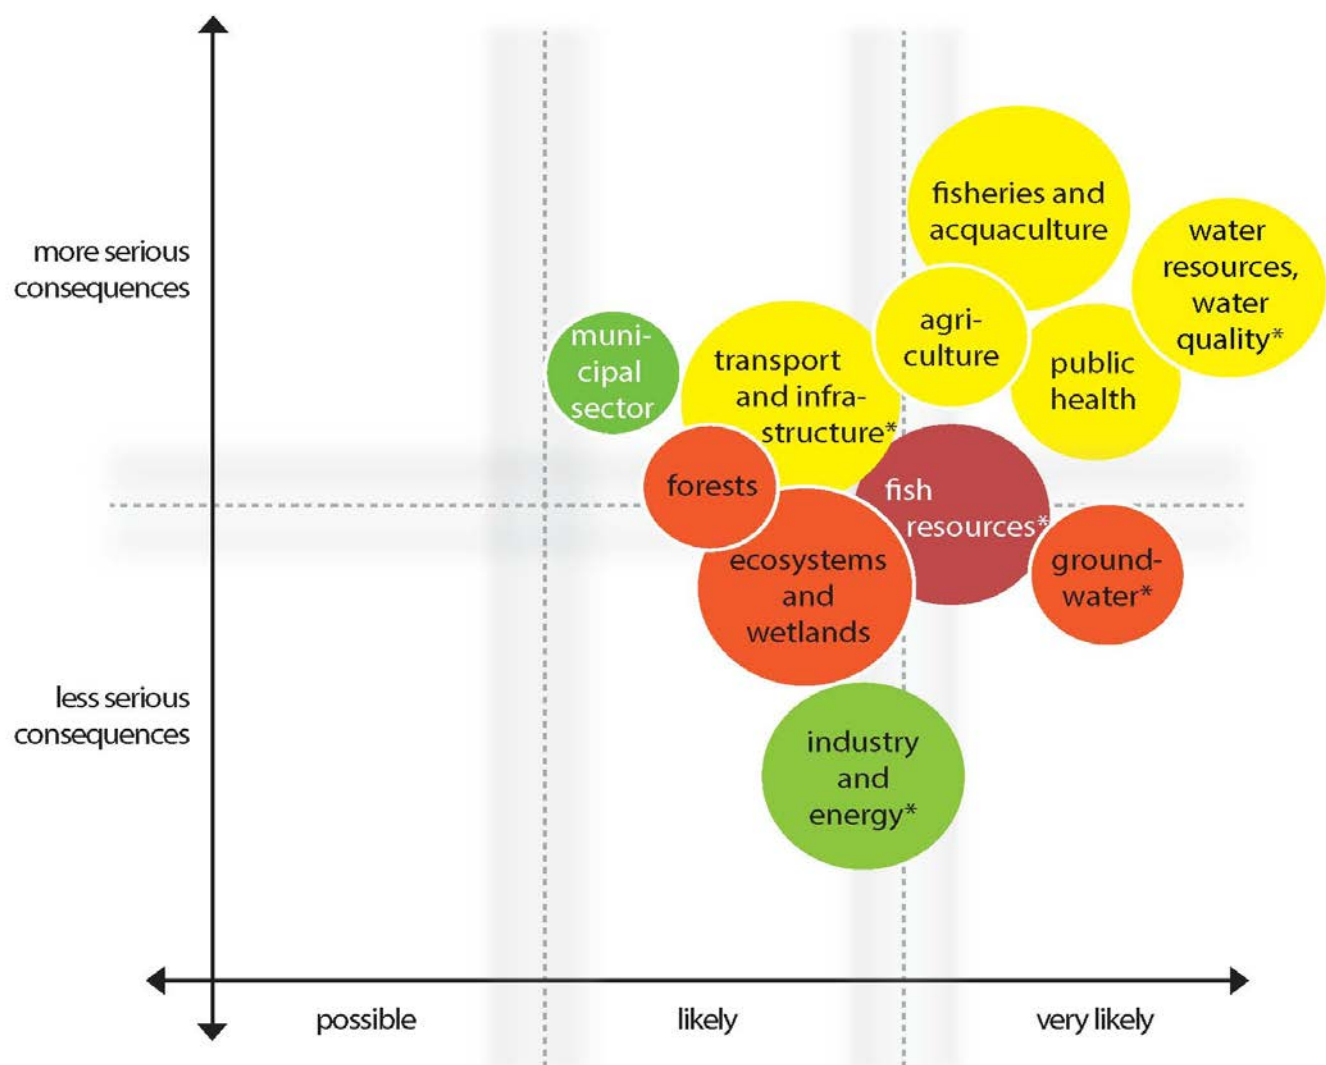 more serious
consequences
less serious
consequences
fisheries and
acquaculture
water
resources,
water
quality*
agri-
culture
public
health
muni-
cipal
sector
transport
and infra-
structure*
forests
fish
resources*
ground-
water*
ecosystems
and
wetlands
industry
and
energy*
possible
likely
very likely